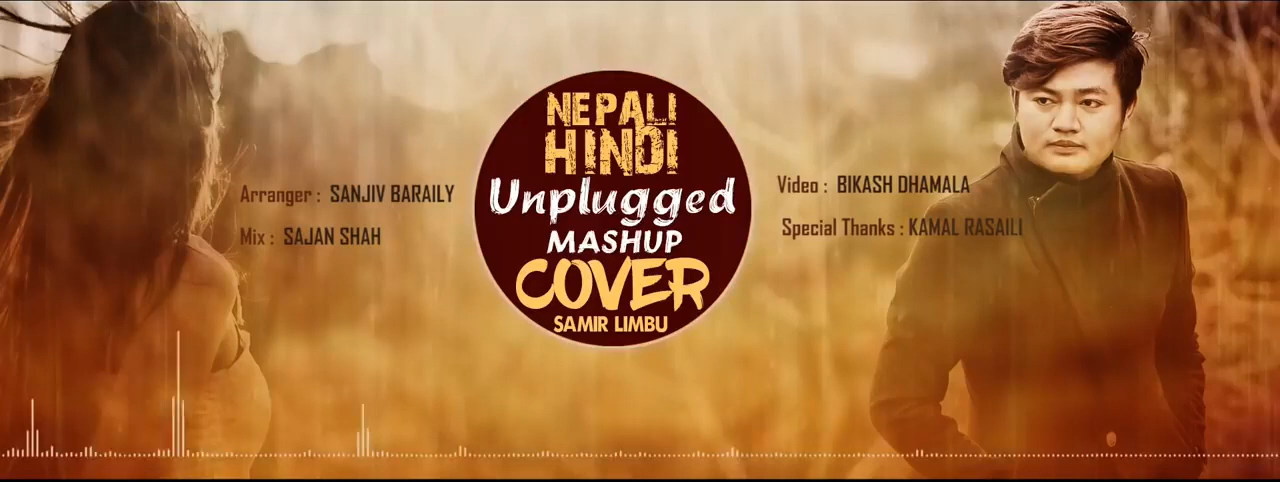 Arranger : SANJIV BARAILY
Mix : SAJAN SHAH
NEPALI
HINDI
Unplugged
MASHUP
COVER
SAMIR LIMBU
Video : BIKASH DHAMALA
Special Thanks : KAMAL RASAILI